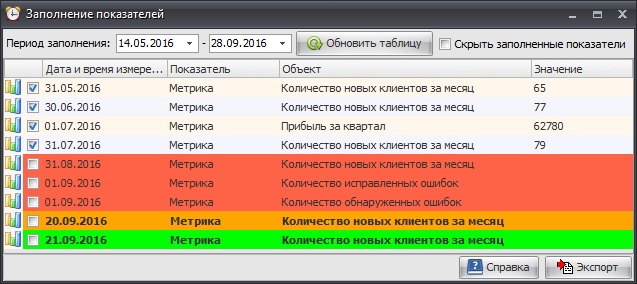 Заполнение показателей
Период заполнения: 14.05.2016 - 28.09.2016 Обновить таблицу Скрыть заполненные показатели
Дата и время измере... Показатель Объект Значение
31.05.2016 Метрика Количество новых клиентов за месяц 65
30.06.2016 Метрика Количество новых клиентов за месяц 77
01.07.2016 Метрика Прибыль за квартал 62780
31.07.2016 Метрика Количество новых клиентов за месяц 79
31.08.2016 Метрика Количество новых клиентов за месяц
01.09.2016 Метрика Количество исправленных ошибок
01.09.2016 Метрика Количество обнаруженных ошибок
20.09.2016 Метрика Количество новых клиентов за месяц
21.09.2016 Метрика Количество новых клиентов за месяц
? Справка Экспорт